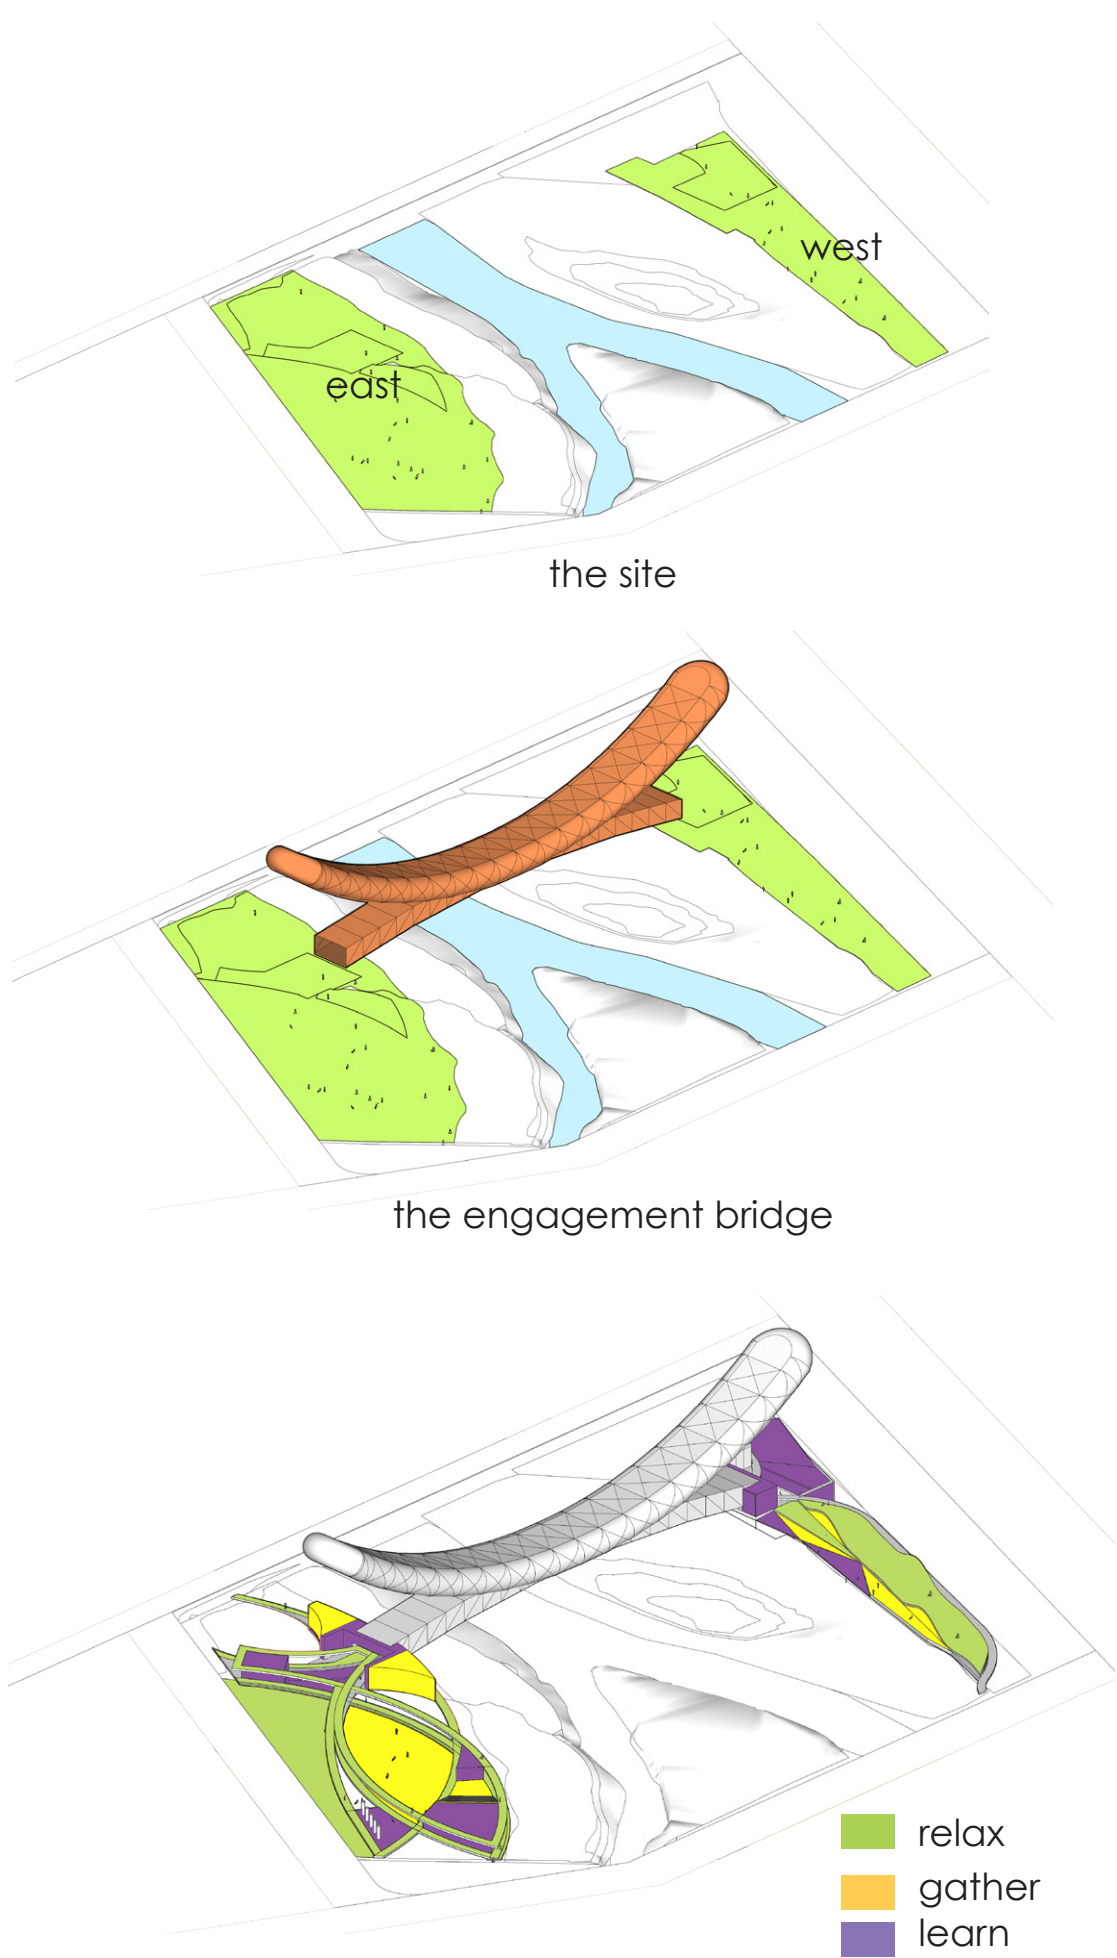 west
east
the site
the engagement bridge
relax
gather
learn